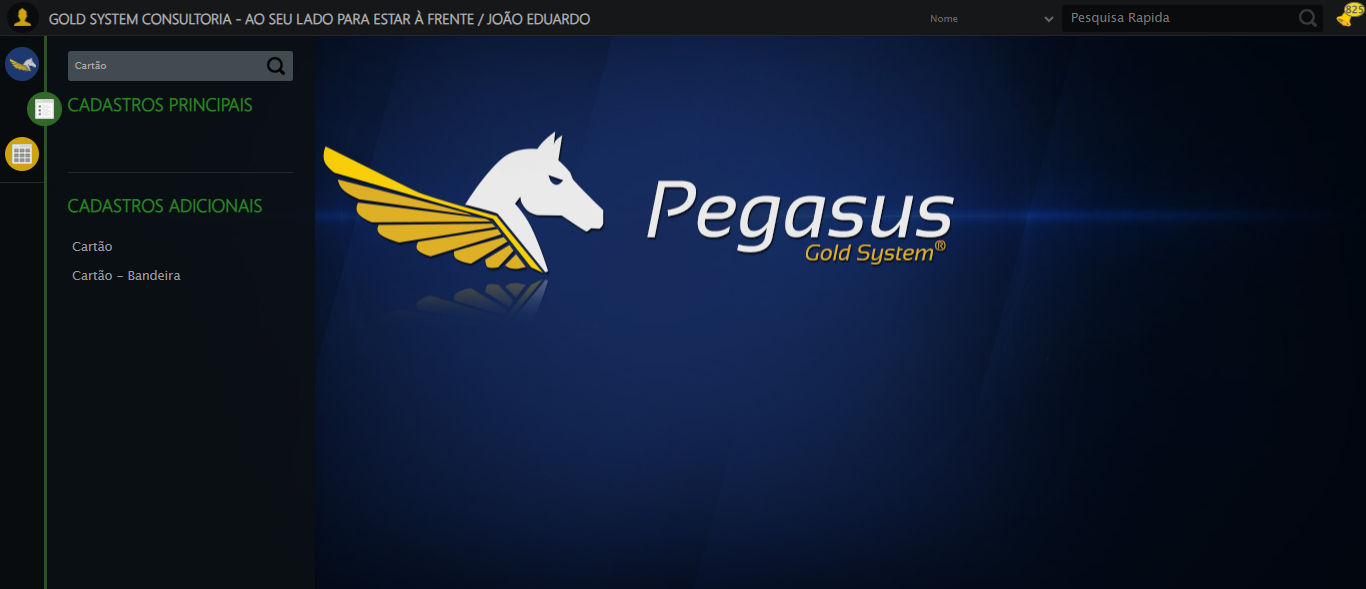 GOLD SYSTEM CONSULTORIA - AO SEU LADO PARA ESTAR À FRENTE / JOÃO EDUARDO
Nome
Pesquisa Rapida
825
Cartão
CADASTROS PRINCIPAIS
CADASTROS ADICIONAIS
Cartão
Cartão - Bandeira
Pegasus
Gold System®